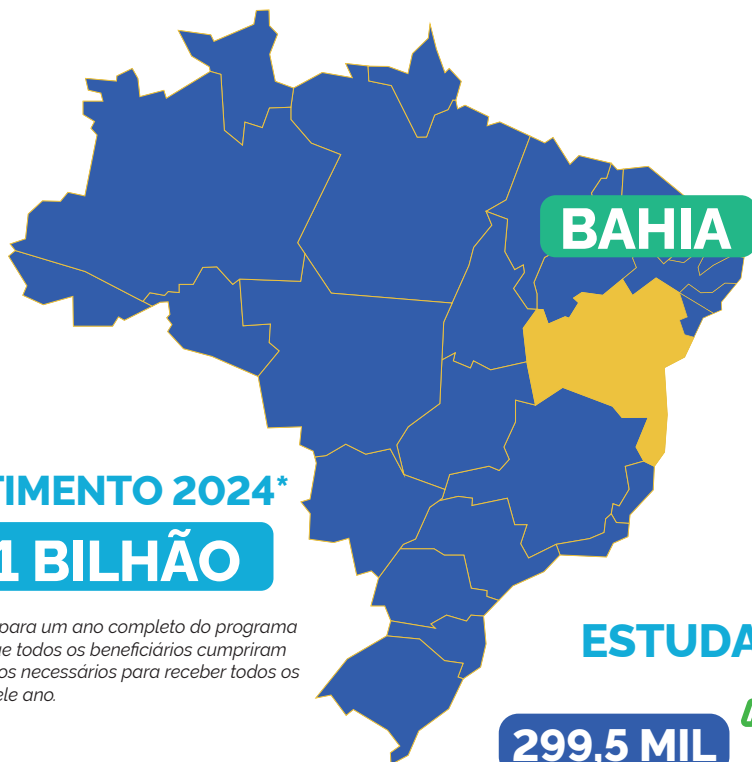 BAHIA
TIMENTO 2024*
1 BILHÃO
para um ano completo do programa
e todos os beneficiários cumpriram
os necessários para receber todos os
ele ano.
ESTUDA
299,5 MIL